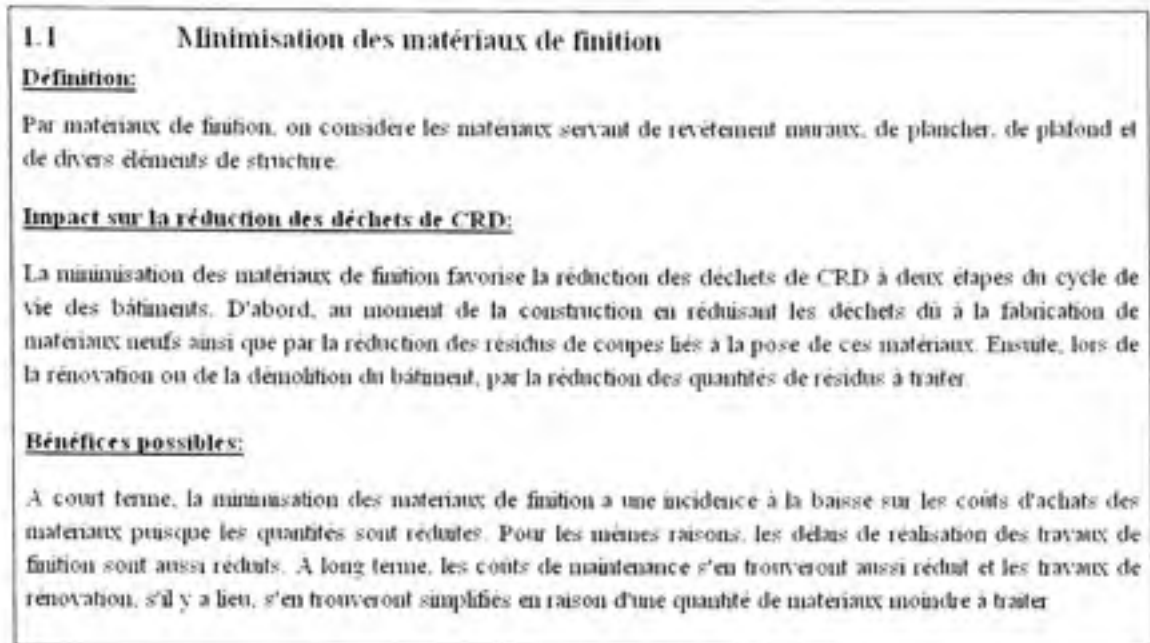 1.1 Minimisation des matériaux de finition
Définition:
Par matériaux de finition, on considère les matériaux servant de revêtement muraux, de plancher, de plafond et
de divers éléments de structure.
Impact sur la réduction des déchets de CRD:
La minimisation des matériaux de finition favorise la réduction des déchets de CRD à deux étapes du cycle de
vie des bâtiments. D'abord, au moment de la construction en réduisant les déchets dû à la fabrication de
matériaux neufs ainsi que par la réduction des résidus de coupes liés à la pose de ces matériaux. Ensuite, lors de
la rénovation ou de la démolition du bâtiment, par la réduction des quantités de résidus à traiter.
Bénéfices possibles:
A court terme, la minimisation des matériaux de finition a une incidence à la baisse sur les coûts d'achats des
matériaux puisque les quantités sont réduites. Pour les mêmes raisons, les délais de réalisation des travaux de
finition sont aussi réduits. A long terme, les coûts de maintenance s'en trouveront aussi réduit et les travaux de
rénovation, s'il y a lieu, s'en trouveront simplifiés en raison d'une quantité de matériaux moindre à traiter